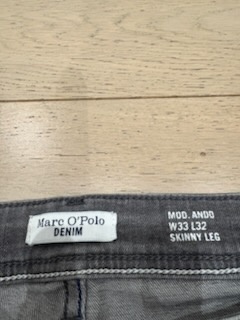 Marc O'Polo
DENIM
MOD. ANDO
W33 L32
SKINNY LEG